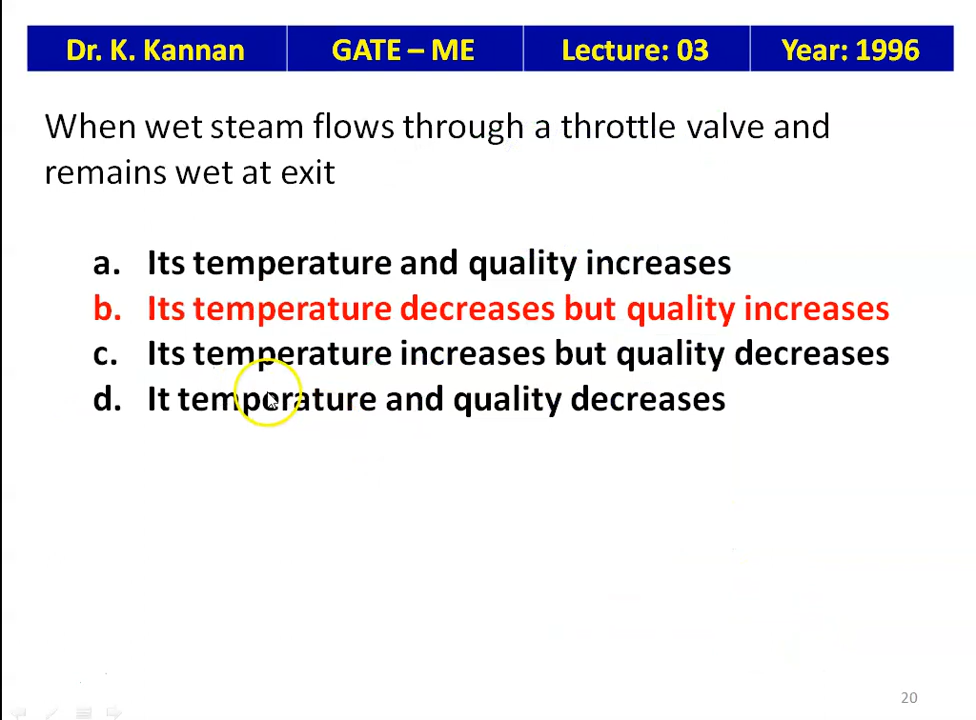 Dr. K. Kannan GATE – ME Lecture: 03 Year: 1996
When wet steam flows through a throttle valve and
remains wet at exit
a. Its temperature and quality increases
b. Its temperature decreases but quality increases
c. Its temperature increases but quality decreases
d. It temperature and quality decreases
20